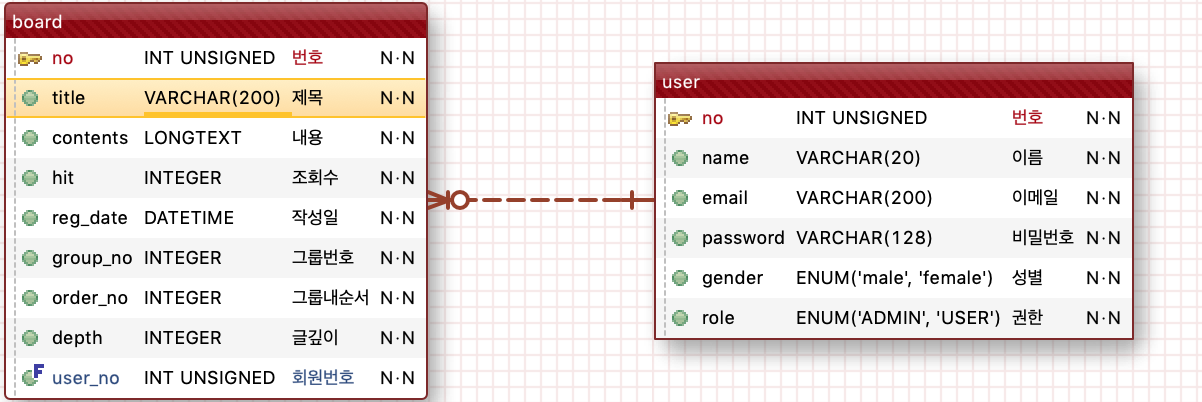 board
no INT UNSIGNED 번호 N·N
title VARCHAR(200) 제목 N·N
contents LONGTEXT 내용 N·N
hit INTEGER 조회수 N·N
reg_date DATETIME 작성일 N·N
group_no INTEGER 그룹번호 N·N
order_no INTEGER 그룹내순서 N·N
depth INTEGER 글깊이 N·N
F user_no INT UNSIGNED 회원번호 N·N
user
no INT UNSIGNED 번호 N·N
name VARCHAR(20) 이름 N·N
email VARCHAR(200) 이메일 N·N
password VARCHAR(128) 비밀번호 N·N
gender ENUM('male', 'female') 성별 N·N
role ENUM('ADMIN', 'USER') 권한 N·N